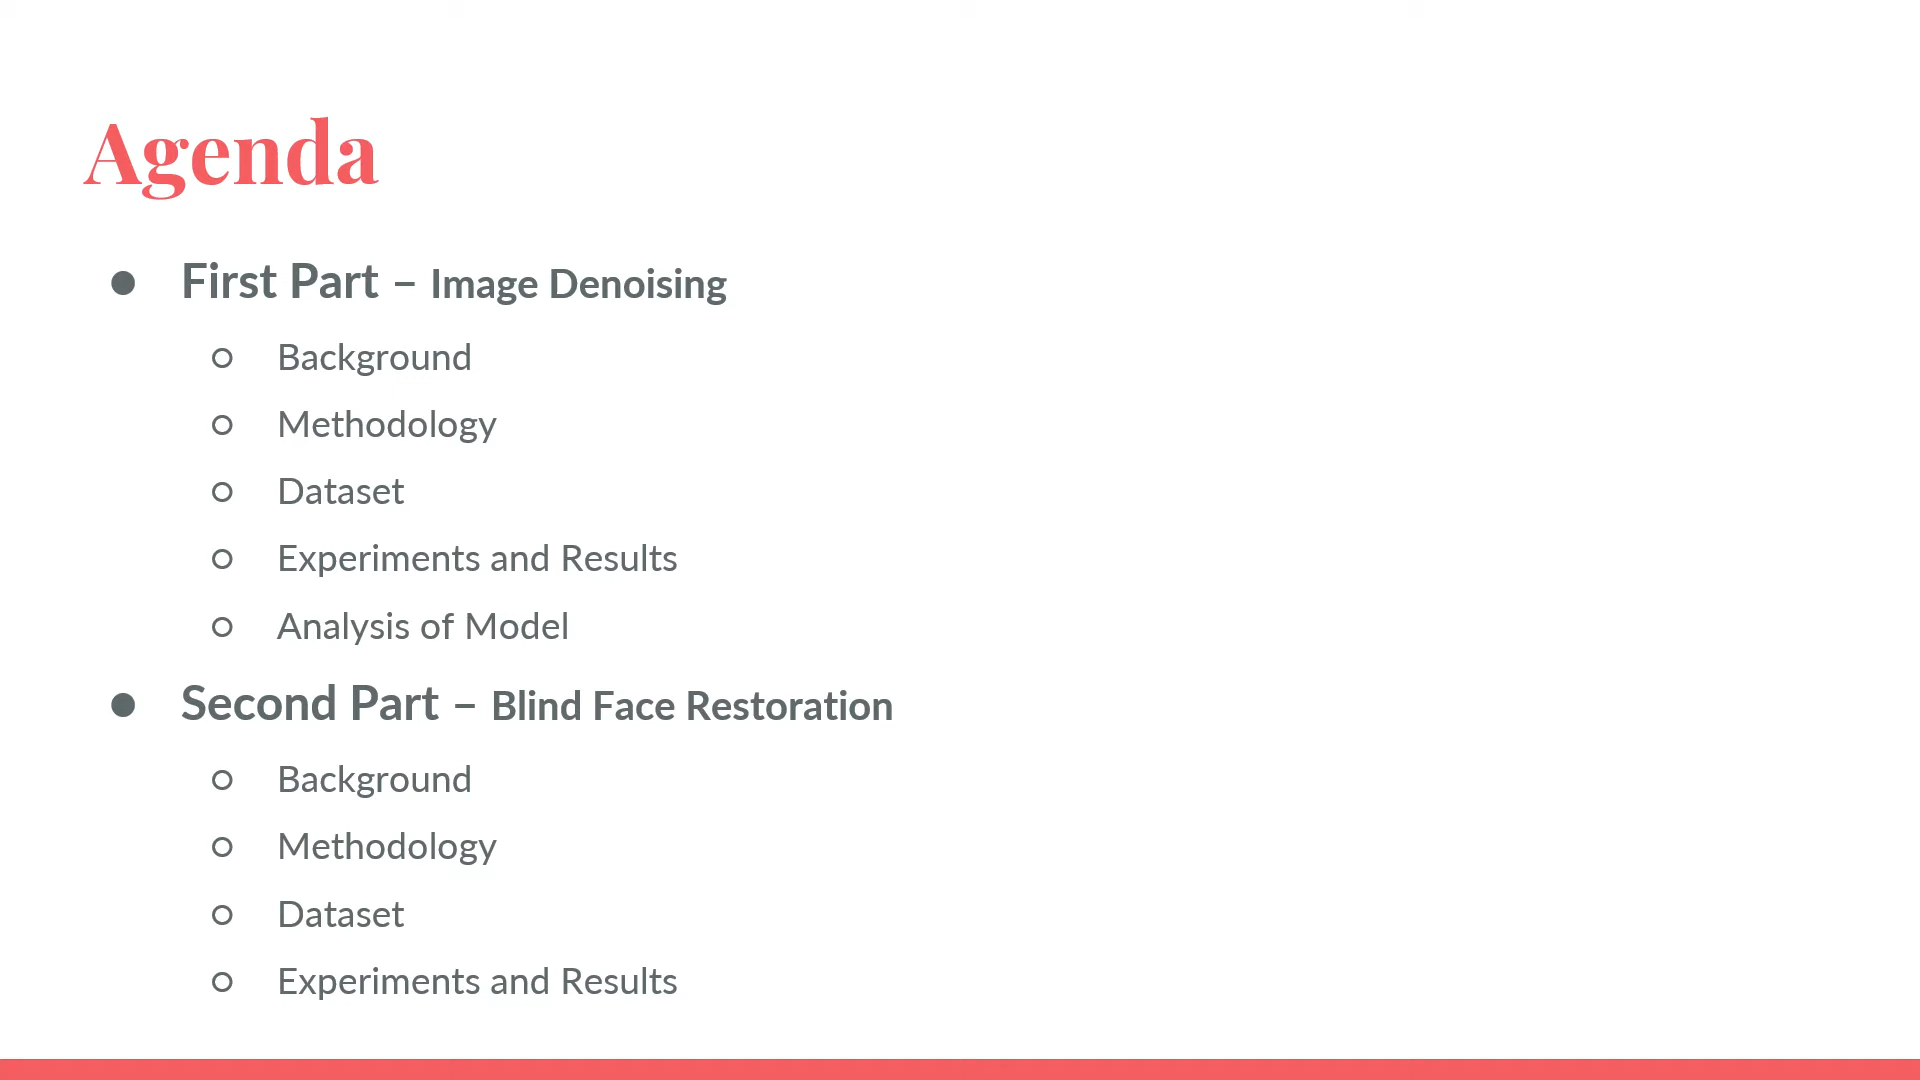 Agenda
● First Part – Image Denoising
○ Background
○ Methodology
○ Dataset
○ Experiments and Results
○ Analysis of Model
● Second Part – Blind Face Restoration
○ Background
○ Methodology
○ Dataset
○ Experiments and Results